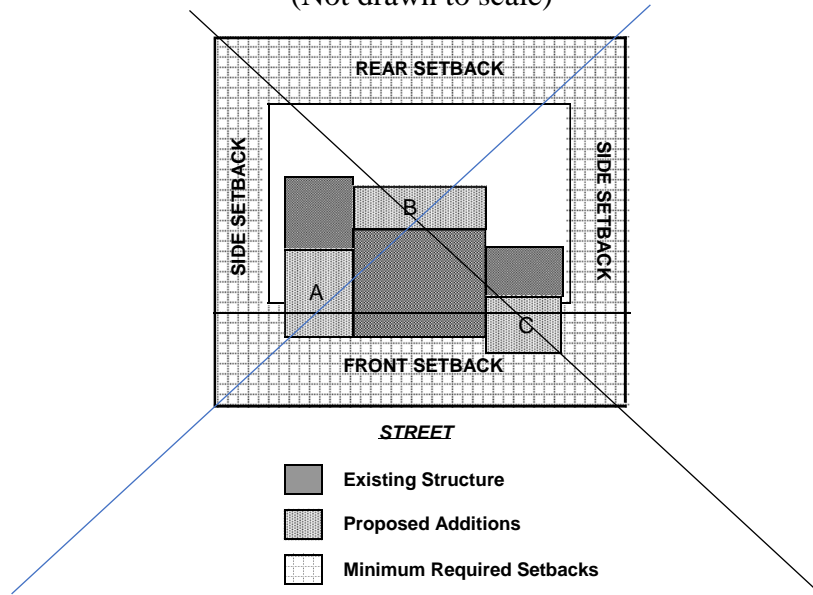 (Not drawn to scale)
REAR SETBACK
SIDE SETBACK
SIDE SETBACK
B
A
C
FRONT SETBACK
STREET
Existing Structure
Proposed Additions
Minimum Required Setbacks